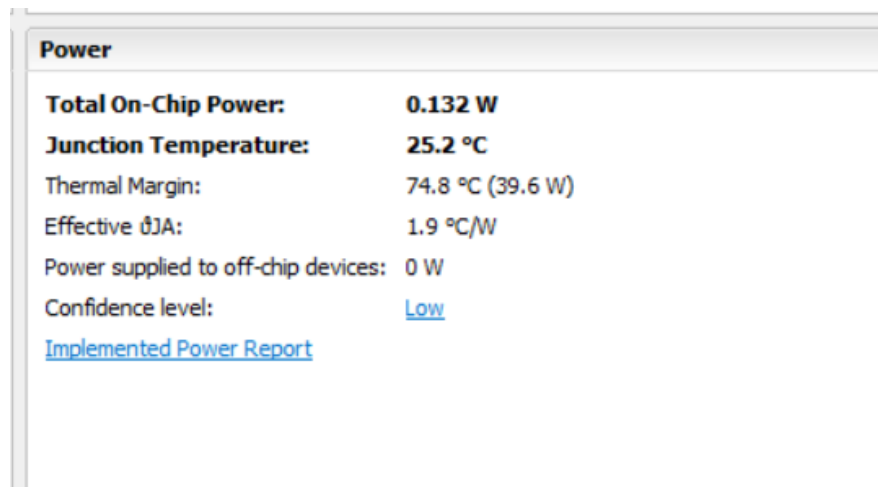 Power
Total On-Chip Power: 0.132 W
Junction Temperature: 25.2 °C
Thermal Margin: 74.8 °C (39.6 W)
Effective ϑJA: 1.9 °C/W
Power supplied to off-chip devices: 0 W
Confidence level: Low
Implemented Power Report